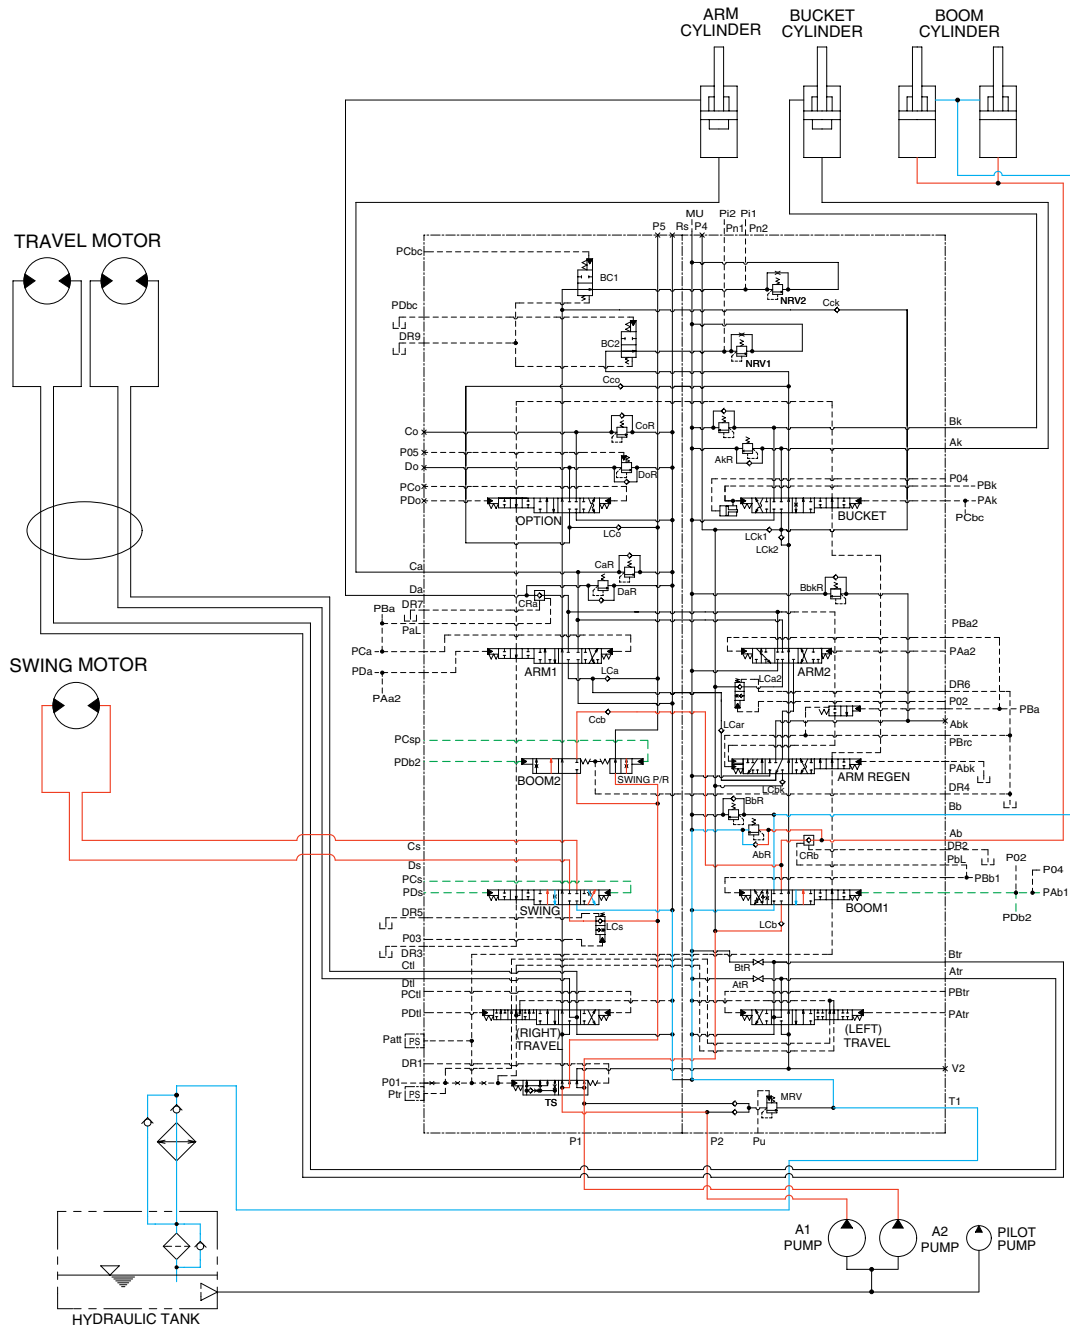 ARM
CYLINDER
BUCKET
CYLINDER
BOOM
CYLINDER
TRAVEL MOTOR
SWING MOTOR
P5
Rs
MU
P4
Pi2
Pn1
Pi1
Pn2
PCbc
BC1
NRV2
Cck
PDbc
DR9
BC2
NRV1
Cco
Co
CoR
Bk
Ak
P05
Do
DoR
AkR
P04
PCo
PDo
PBk
PAk
OPTION
BUCKET
PCbc
LCo
LCk1
LCk2
Ca
CaR
Da
DaR
BbkR
CRa
PBa
DR7
PaL
PBa2
PCa
PAa2
PDa
ARM1
LCa
ARM2
LCa2
PAa2
DR6
P02
PBa
Ccb
LCar
Abk
PCsp
PBrc
PDb2
BOOM2
SWING P/R
ARM REGEN
PAbk
LCbk
DR4
BbR
Bb
AbR
CRb
Ab
DR2
PbL
P02
P04
Cs
Ds
PCs
PDs
PBb1
PAb1
SWING
BOOM1
PDb2
DR5
LCs
LCb
P03
DR3
Ctl
BtR
Btr
Dtl
AtR
Atr
PCtl
PBtr
PDtl
PAtr
(RIGHT)
TRAVEL
(LEFT)
TRAVEL
Patt
PS
DR1
P01
Ptr
PS
TS
V2
MRV
T1
P1
P2
Pu
A1
PUMP
A2
PUMP
PILOT
PUMP
HYDRAULIC TANK